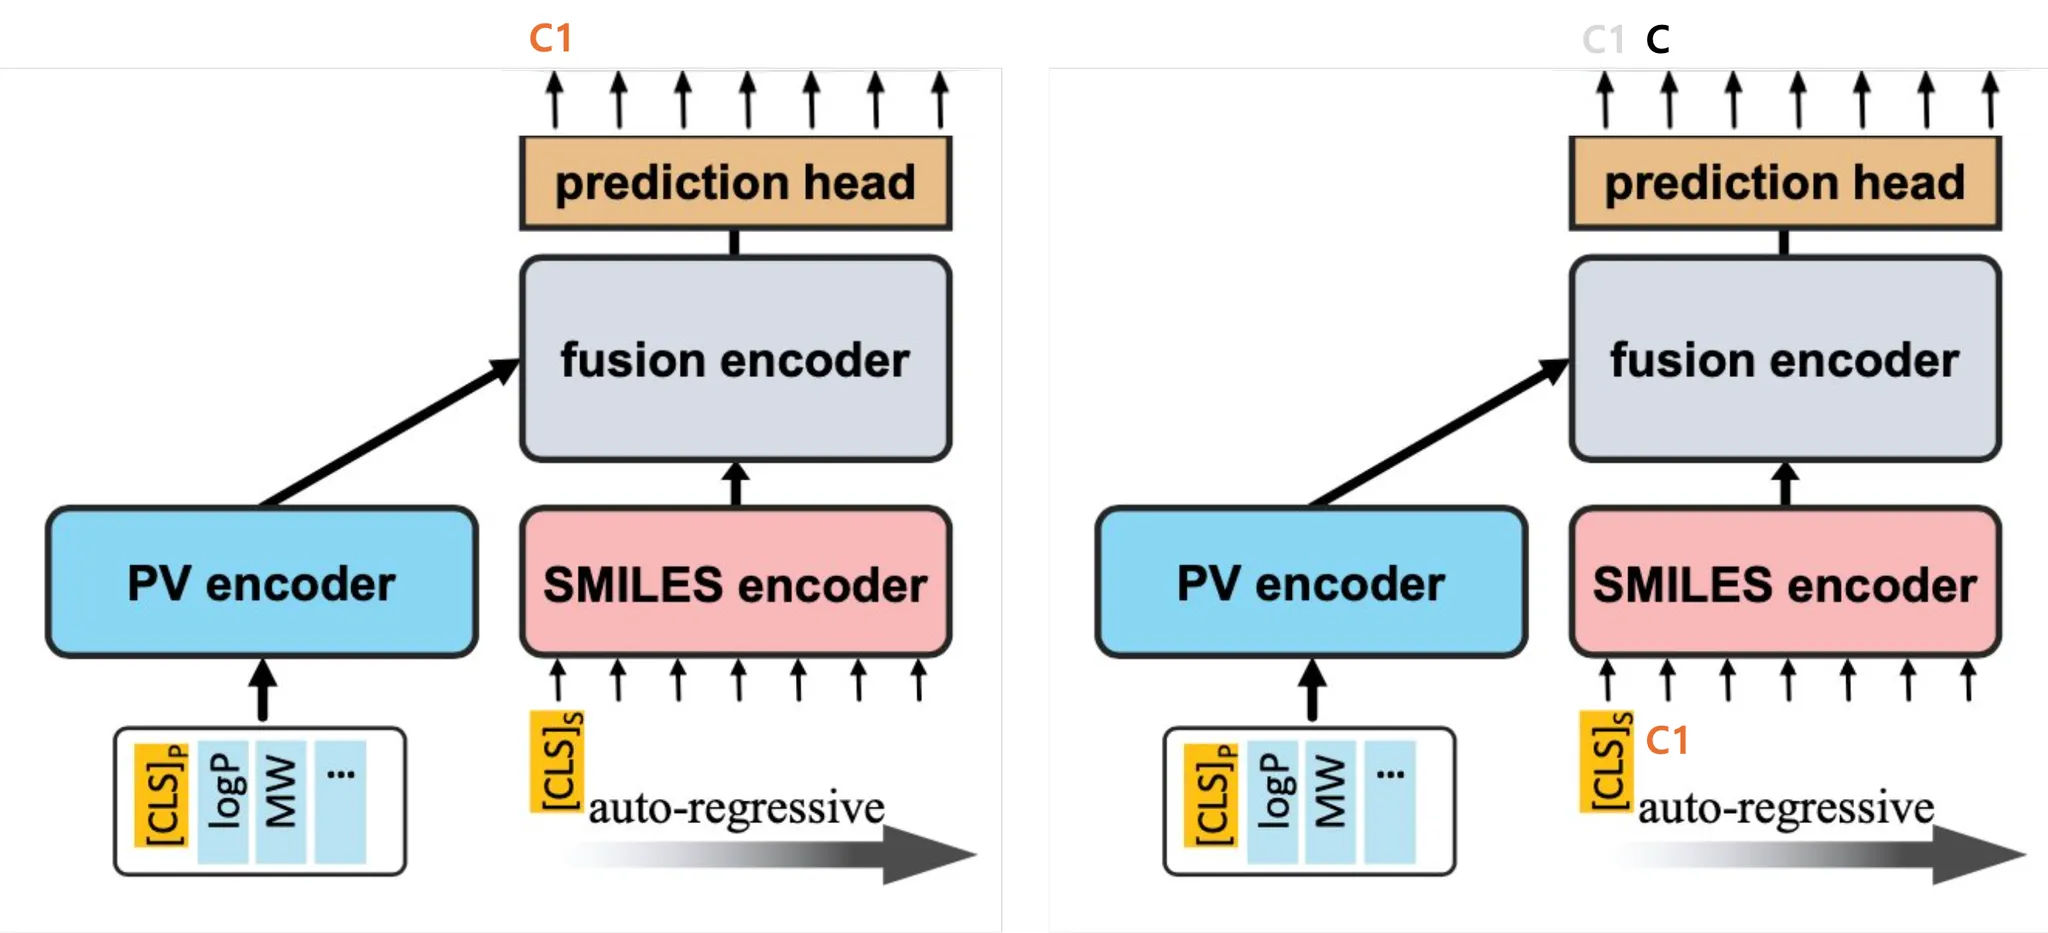 C1
prediction head
fusion encoder
PV encoder
SMILES encoder
[CLS]P
logP
MW
...
[CLS]S
auto-regressive
C1 C
prediction head
fusion encoder
PV encoder
SMILES encoder
[CLS]P
logP
MW
...
[CLS]S
C1
auto-regressive